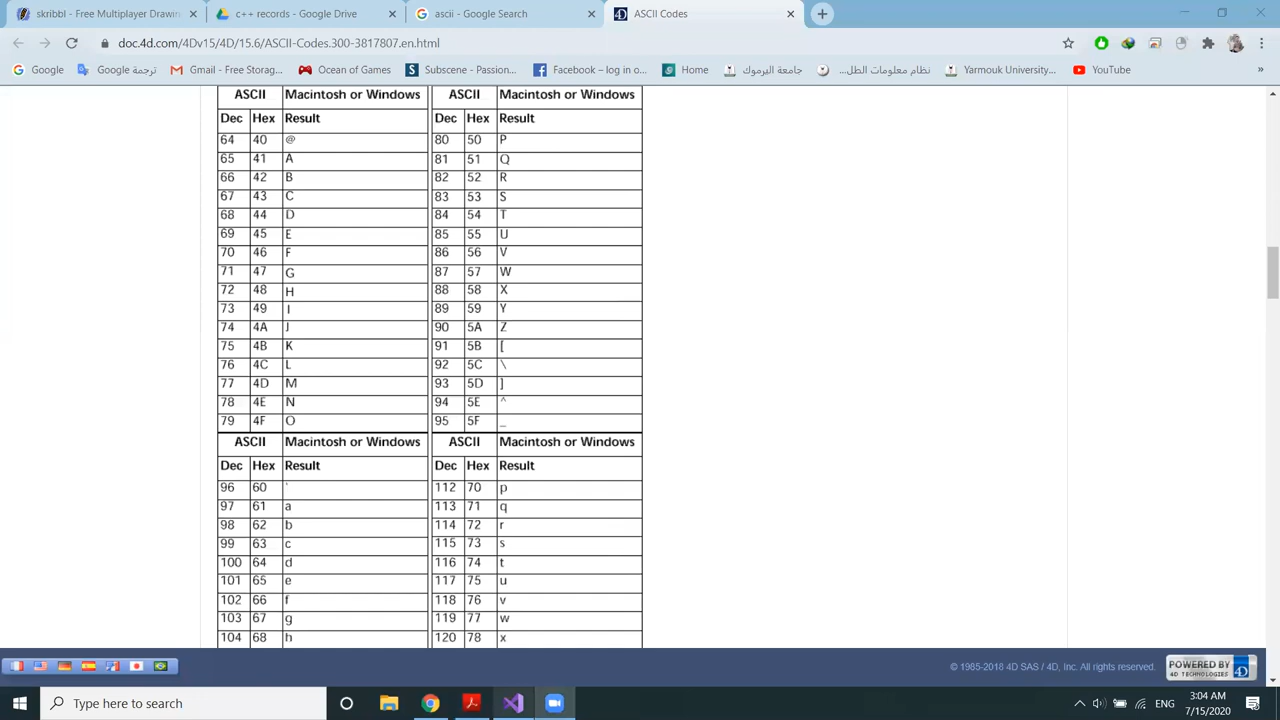 skribbl - Free Multiplayer Drawin
c++ records - Google Drive
ascii - Google Search
ASCII Codes
doc.4d.com/4Dv15/4D/15.6/ASCII-Codes.300-3817807.en.html
Google
ترجمة Google
Gmail - Free Storag...
Ocean of Games
Subscene - Passion...
Facebook – log in o...
Home
جامعة اليرموك
نظام معلومات الطل...
Yarmouk University...
YouTube
»
ASCII Macintosh or Windows ASCII Macintosh or Windows
Dec Hex Result Dec Hex Result
64 40 @ 80 50 P
65 41 A 81 51 Q
66 42 B 82 52 R
67 43 C 83 53 S
68 44 D 84 54 T
69 45 E 85 55 U
70 46 F 86 56 V
71 47 G 87 57 W
72 48 H 88 58 X
73 49 I 89 59 Y
74 4A J 90 5A Z
75 4B K 91 5B [
76 4C L 92 5C \
77 4D M 93 5D ]
78 4E N 94 5E ^
79 4F O 95 5F _
ASCII Macintosh or Windows ASCII Macintosh or Windows
Dec Hex Result Dec Hex Result
96 60 ` 112 70 p
97 61 a 113 71 q
98 62 b 114 72 r
99 63 c 115 73 s
100 64 d 116 74 t
101 65 e 117 75 u
102 66 f 118 76 v
103 67 g 119 77 w
104 68 h 120 78 x
© 1985-2018 4D SAS / 4D, Inc. All rights reserved.
POWERED BY
4D TECHNOLOGIES
4D
Type here to search
ENG
3:04 AM
7/15/2020